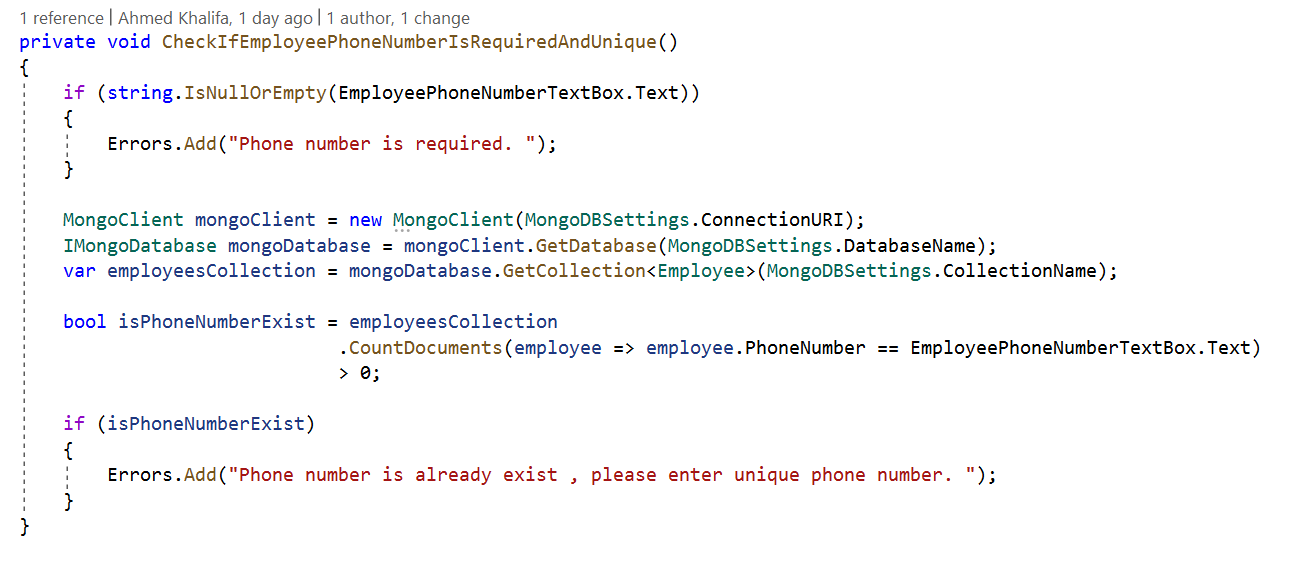 1 reference | Ahmed Khalifa, 1 day ago | 1 author, 1 change
private void CheckIfEmployeePhoneNumberIsRequiredAndUnique()
{
    if (string.IsNullOrEmpty(EmployeePhoneNumberTextBox.Text))
    {
        Errors.Add("Phone number is required. ");
    }

    MongoClient mongoClient = new MongoClient(MongoDBSettings.ConnectionURI);
    IMongoDatabase mongoDatabase = mongoClient.GetDatabase(MongoDBSettings.DatabaseName);
    var employeesCollection = mongoDatabase.GetCollection<Employee>(MongoDBSettings.CollectionName);

    bool isPhoneNumberExist = employeesCollection
                             .CountDocuments(employee => employee.PhoneNumber == EmployeePhoneNumberTextBox.Text)
                             > 0;

    if (isPhoneNumberExist)
    {
        Errors.Add("Phone number is already exist , please enter unique phone number. ");
    }
}